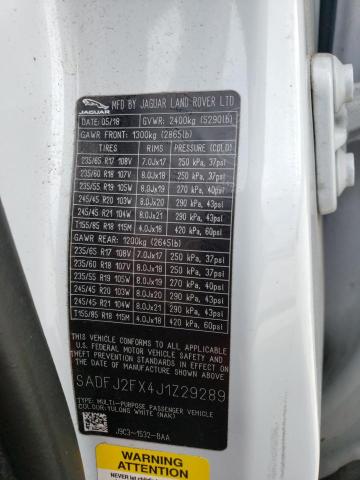 JAGUAR
MFD BY JAGUAR LAND ROVER LTD
DATE: 05/18 GVWR: 2400kg (5290lb)
GAWR FRONT: 1300kg (2865lb)
TIRES RIMS PRESSURE (COLD)
235/65 R17 108V 7.0Jx17 250 kPa, 37psi
235/60 R18 107V 8.0Jx18 250 kPa, 37psi
235/55 R19 105W 8.0Jx19 270 kPa, 40psi
245/45 R20 103W 8.0Jx20 290 kPa, 43psi
245/45 R21 104W 8.0Jx21 290 kPa, 43psi
T155/85 R18 115M 4.0Jx18 420 kPa, 60psi
GAWR REAR: 1200kg (2645lb)
235/65 R17 108V 7.0Jx17 250 kPa, 37psi
235/60 R18 107V 8.0Jx18 250 kPa, 37psi
235/55 R19 105W 8.0Jx19 270 kPa, 40psi
245/45 R20 103W 8.0Jx20 290 kPa, 43psi
245/45 R21 104W 8.0Jx21 290 kPa, 43psi
T155/85 R18 115M 4.0Jx18 420 kPa, 60psi
THIS VEHICLE CONFORMS TO ALL APPLICABLE
U.S. FEDERAL MOTOR VEHICLE SAFETY, BUMPER, AND
THEFT PREVENTION STANDARDS IN EFFECT ON THE DATE
OF MANUFACTURE SHOWN ABOVE.
SADFJ2FX4J1Z29289
TYPE: MULTI-PURPOSE PASSENGER VEHICLE
COLOUR: YULONG WHITE (NAK)
J9C3-1532-BAA
WARNING
ATTENTION